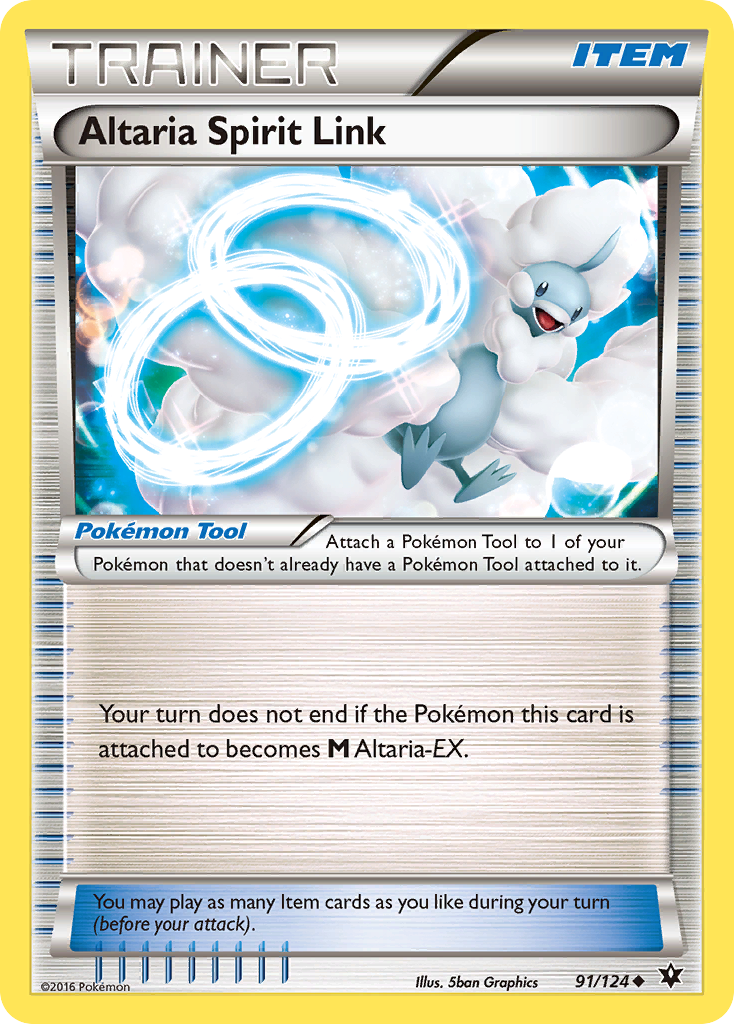 TRAINER
ITEM
Altaria Spirit Link
Pokémon Tool
Attach a Pokémon Tool to 1 of your
Pokémon that doesn't already have a Pokémon Tool attached to it.
Your turn does not end if the Pokémon this card is
attached to becomes M Altaria-EX.
You may play as many Item cards as you like during your turn
(before your attack).
©2016 Pokémon
Illus. 5ban Graphics
91/124